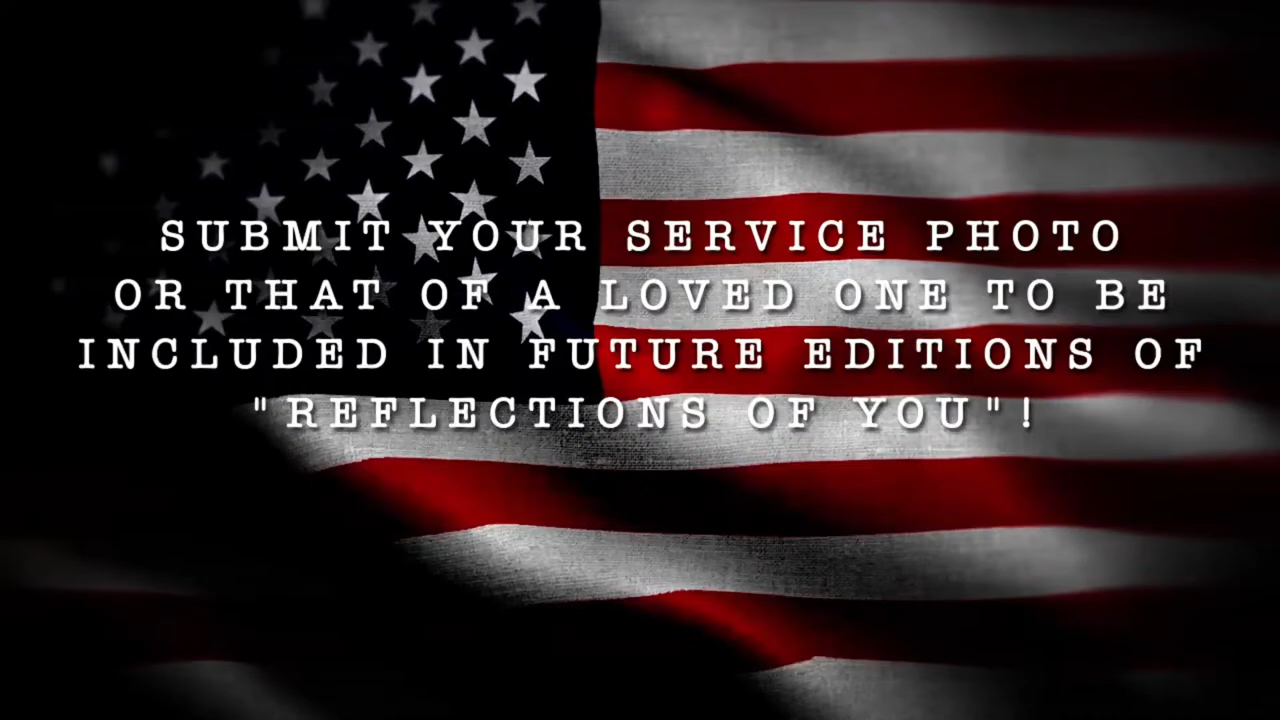 SUBMIT YOUR SERVICE PHOTO
OR THAT OF A LOVED ONE TO BE
INCLUDED IN FUTURE EDITIONS OF
"REFLECTIONS OF YOU"!